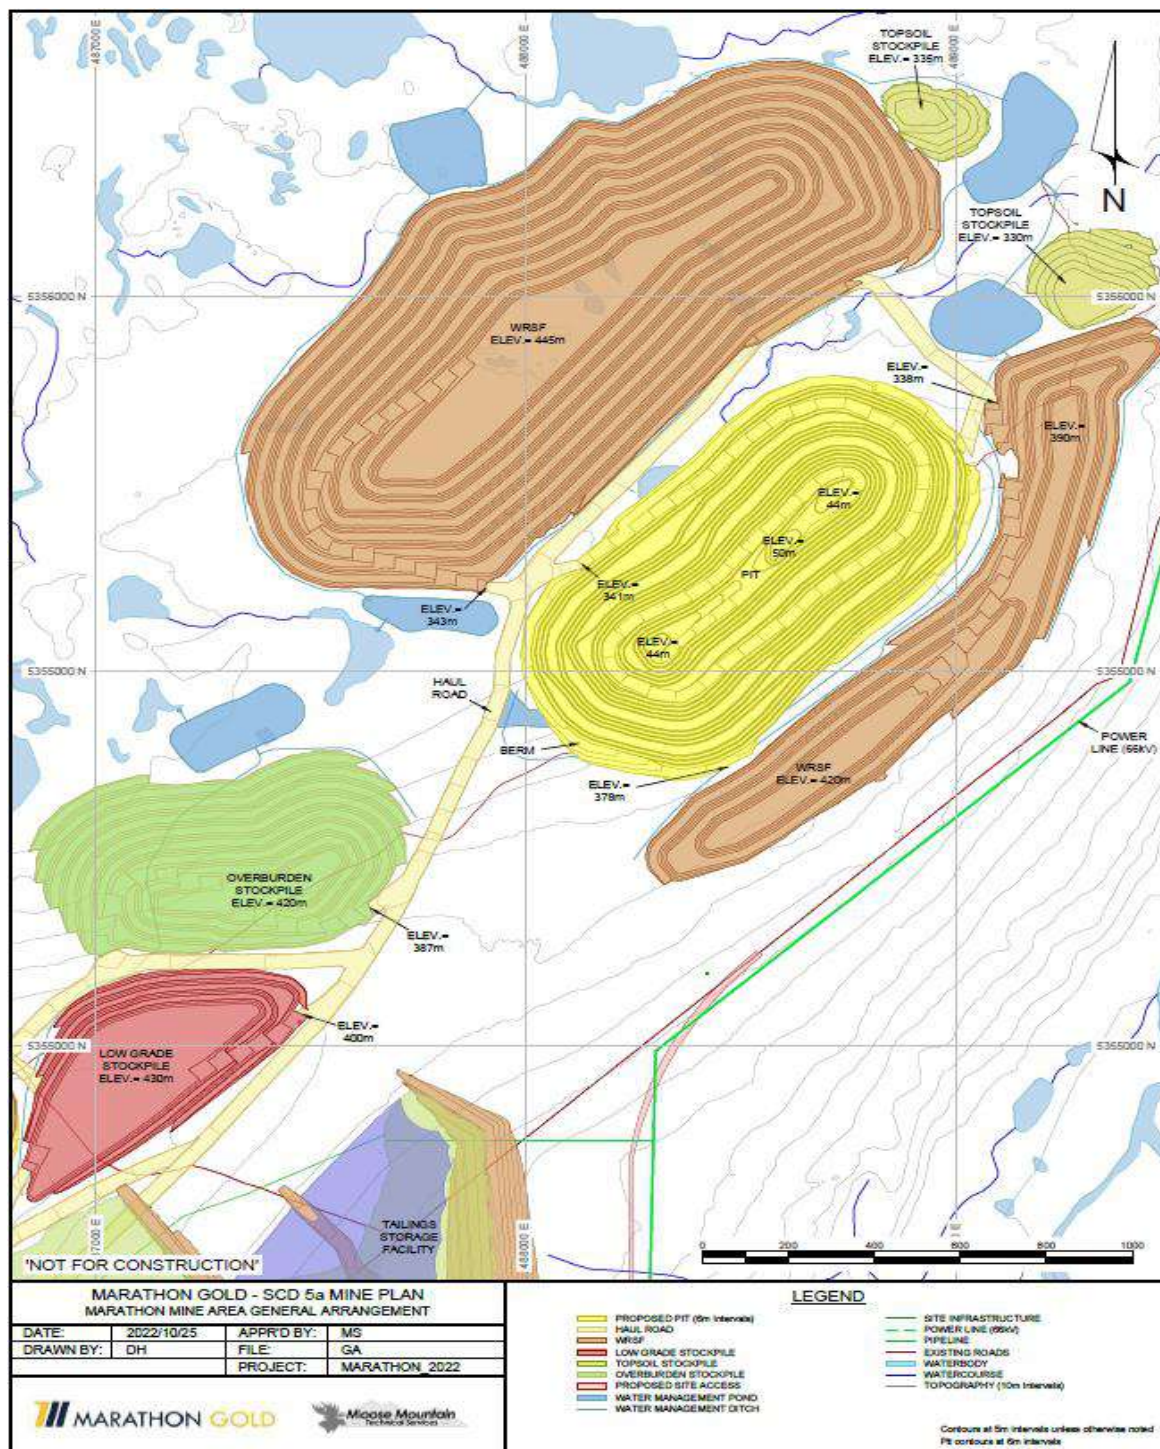 487000 E
488000 E
489000 E
TOPSOIL
STOCKPILE
ELEV.= 335m
N
TOPSOIL
STOCKPILE
ELEV.= 330m
5356000 N
5356000 N
WRSF
ELEV.= 445m
ELEV.=
338m
ELEV.=
390m
ELEV.=
44m
ELEV.=
50m
PIT
ELEV.=
341m
ELEV.=
343m
ELEV.=
44m
5355000 N
5355000 N
HAUL
ROAD
BERM
POWER
LINE (66kV)
ELEV.=
378m
WRSF
ELEV.= 420m
OVERBURDEN
STOCKPILE
ELEV.= 420m
ELEV.=
387m
ELEV.=
400m
5355000 N
5355000 N
LOW GRADE
STOCKPILE
ELEV.= 430m
TAILINGS
STORAGE
FACILITY
488000 E
0 200 400 600 800 1000
"NOT FOR CONSTRUCTION"
MARATHON GOLD - SCD 5a MINE PLAN
MARATHON MINE AREA GENERAL ARRANGEMENT
DATE: 2022/10/25 APPR'D BY: MS
DRAWN BY: DH FILE: GA
PROJECT: MARATHON_2022
MARATHON GOLD
Moose Mountain
Technical Services
LEGEND
PROPOSED PIT (6m Intervals)
HAUL ROAD
WRSF
LOW GRADE STOCKPILE
TOPSOIL STOCKPILE
OVERBURDEN STOCKPILE
PROPOSED SITE ACCESS
WATER MANAGEMENT POND
WATER MANAGEMENT DITCH
SITE INFRASTRUCTURE
POWER LINE (66kV)
PIPELINE
EXISTING ROADS
WATERBODY
WATERCOURSE
TOPOGRAPHY (10m Intervals)
Contours at 5m intervals unless otherwise noted
Pit contours at 6m intervals